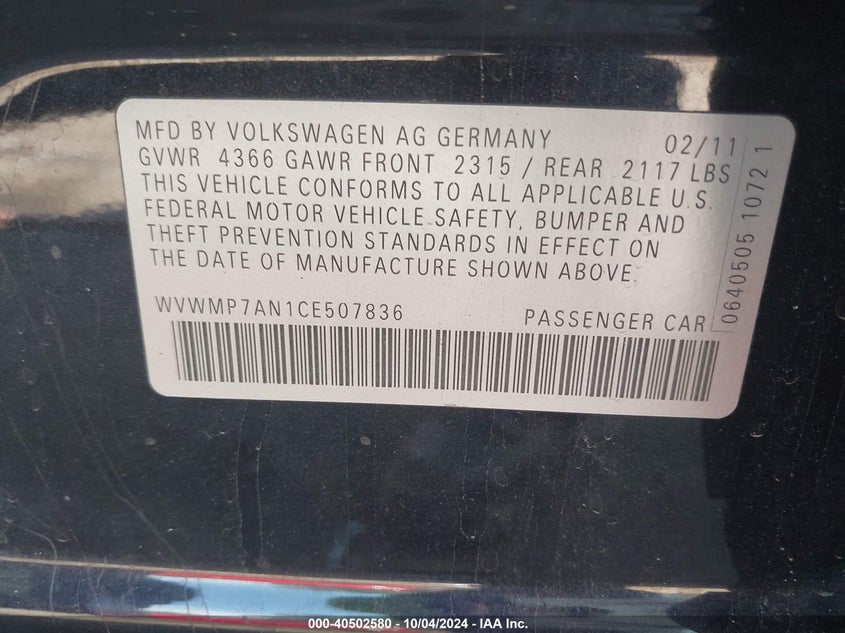 MFD BY VOLKSWAGEN AG GERMANY 02/11
GVWR 4366 GAWR FRONT 2315 / REAR 2117 LBS
THIS VEHICLE CONFORMS TO ALL APPLICABLE U.S.
FEDERAL MOTOR VEHICLE SAFETY, BUMPER AND
THEFT PREVENTION STANDARDS IN EFFECT ON
THE DATE OF MANUFACTURE SHOWN ABOVE.
WVWMP7AN1CE507836 PASSENGER CAR
0640505 1072 1
000-40502580 - 10/04/2024 - IAA Inc.